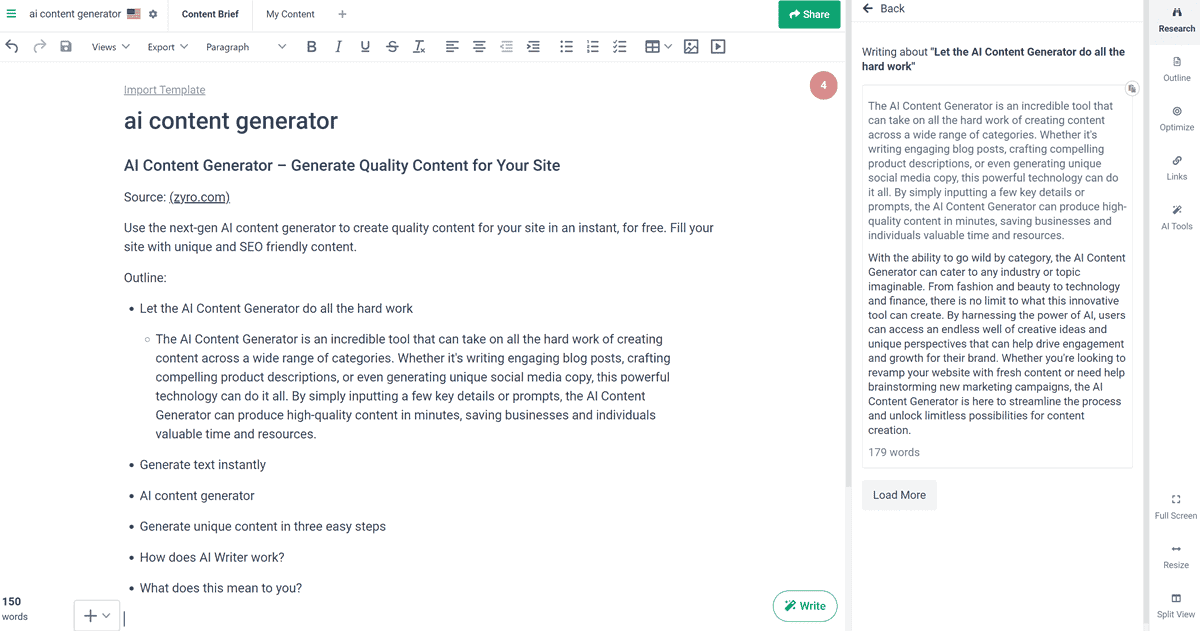 ai content generator
Content Brief
My Content
Share
Views
Export
Paragraph
Import Template
4
ai content generator
AI Content Generator – Generate Quality Content for Your Site
Source: (zyro.com)
Use the next-gen AI content generator to create quality content for your site in an instant, for free. Fill your
site with unique and SEO friendly content.
Outline:
Let the AI Content Generator do all the hard work
The AI Content Generator is an incredible tool that can take on all the hard work of creating
content across a wide range of categories. Whether it's writing engaging blog posts, crafting
compelling product descriptions, or even generating unique social media copy, this powerful
technology can do it all. By simply inputting a few key details or prompts, the AI Content
Generator can produce high-quality content in minutes, saving businesses and individuals
valuable time and resources.
Generate text instantly
AI content generator
Generate unique content in three easy steps
How does AI Writer work?
What does this mean to you?
150
words
Write
Back
Writing about "Let the AI Content Generator do all the
hard work"
The AI Content Generator is an incredible tool that
can take on all the hard work of creating content
across a wide range of categories. Whether it's
writing engaging blog posts, crafting compelling
product descriptions, or even generating unique
social media copy, this powerful technology can do
it all. By simply inputting a few key details or
prompts, the AI Content Generator can produce high-
quality content in minutes, saving businesses and
individuals valuable time and resources.
With the ability to go wild by category, the AI Content
Generator can cater to any industry or topic
imaginable. From fashion and beauty to technology
and finance, there is no limit to what this innovative
tool can create. By harnessing the power of AI, users
can access an endless well of creative ideas and
unique perspectives that can help drive engagement
and growth for their brand. Whether you're looking to
revamp your website with fresh content or need help
brainstorming new marketing campaigns, the AI
Content Generator is here to streamline the process
and unlock limitless possibilities for content
creation.
179 words
Load More
Research
Outline
Optimize
Links
AI Tools
Full Screen
Resize
Split View